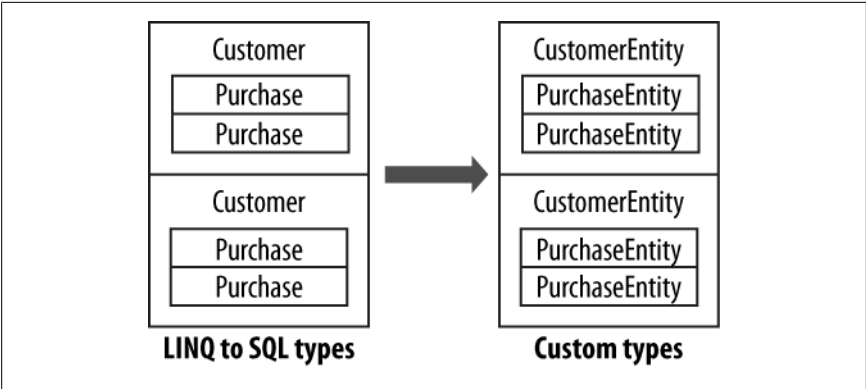 Customer
Purchase
Purchase
Customer
Purchase
Purchase
LINQ to SQL types
CustomerEntity
PurchaseEntity
PurchaseEntity
CustomerEntity
PurchaseEntity
PurchaseEntity
Custom types